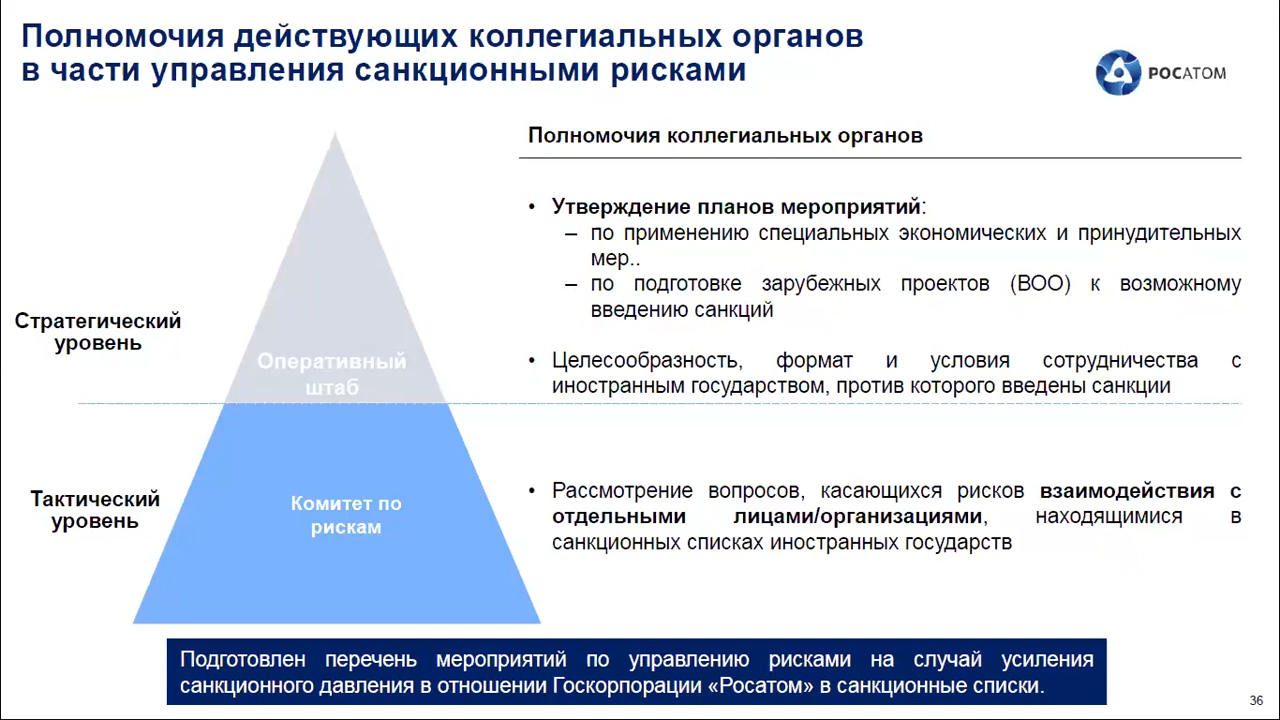 Полномочия действующих коллегиальных органов
в части управления санкционными рисками
РОСАТОМ
Полномочия коллегиальных органов
• Утверждение планов мероприятий:
– по применению специальных экономических и принудительных
мер..
– по подготовке зарубежных проектов (ВОО) к возможному
введению санкций
Стратегический
уровень
Оперативный
штаб
• Целесообразность, формат и условия сотрудничества с
иностранным государством, против которого введены санкции
Тактический
уровень
Комитет по
рискам
• Рассмотрение вопросов, касающихся рисков взаимодействия с
отдельными лицами/организациями, находящимися в
санкционных списках иностранных государств
Подготовлен перечень мероприятий по управлению рисками на случай усиления
санкционного давления в отношении Госкорпорации «Росатом» в санкционные списки.
36